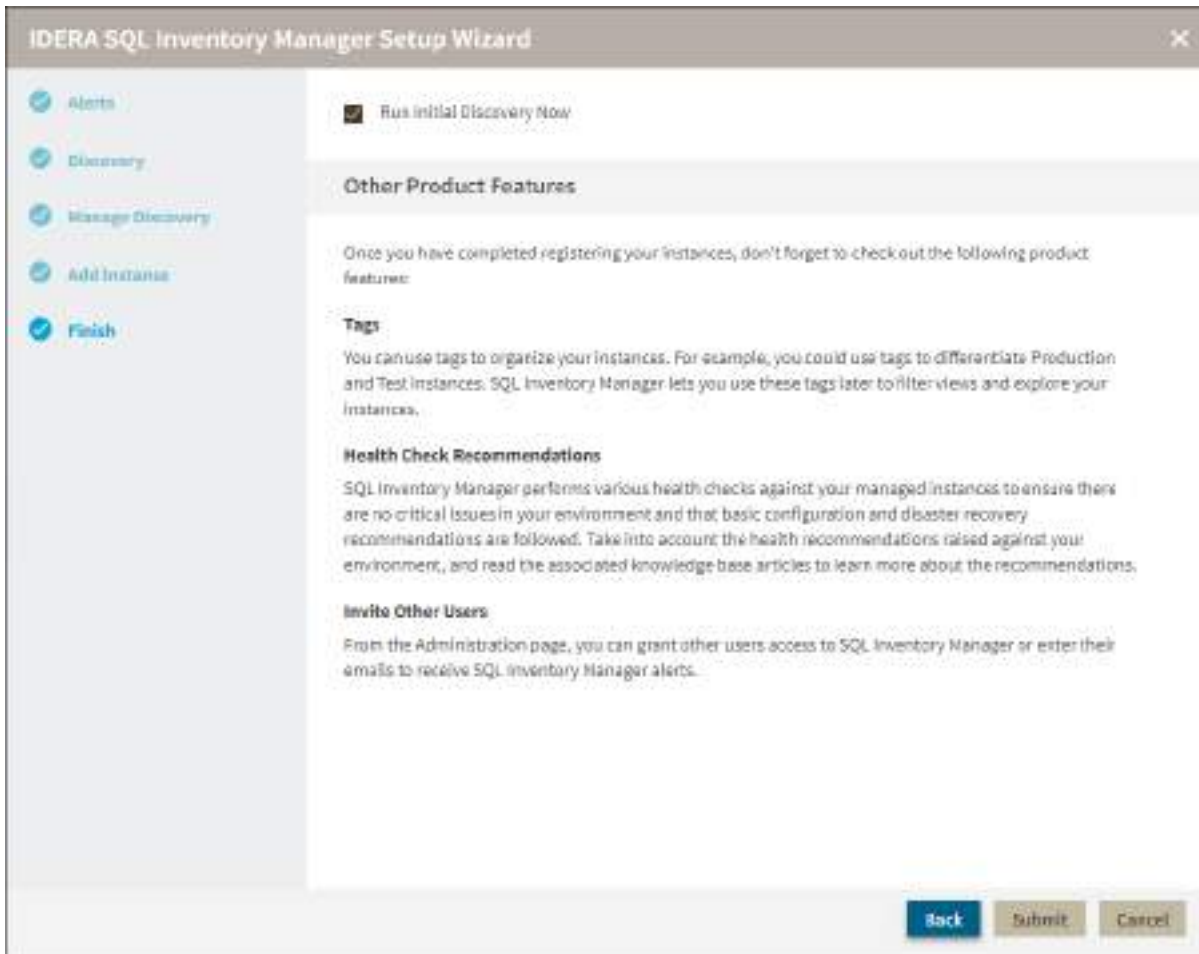 IDERA SQL Inventory Manager Setup Wizard
Alerts
Discovery
Manage Discovery
Add Instance
Finish
Run Initial Discovery Now
Other Product Features
Once you have completed registering your instances, don't forget to check out the following product
features:
Tags
You can use tags to organize your instances. For example, you could use tags to differentiate Production
and Test instances. SQL Inventory Manager lets you use these tags later to filter views and explore your
instances.
Health Check Recommendations
SQL Inventory Manager performs various health checks against your managed instances to ensure there
are no critical issues in your environment and that basic configuration and disaster recovery
recommendations are followed. Take into account the health recommendations raised against your
environment, and read the associated knowledge base articles to learn more about the recommendations.
Invite Other Users
From the Administration page, you can grant other users access to SQL Inventory Manager or enter their
emails to receive SQL Inventory Manager alerts.
Back
Submit
Cancel